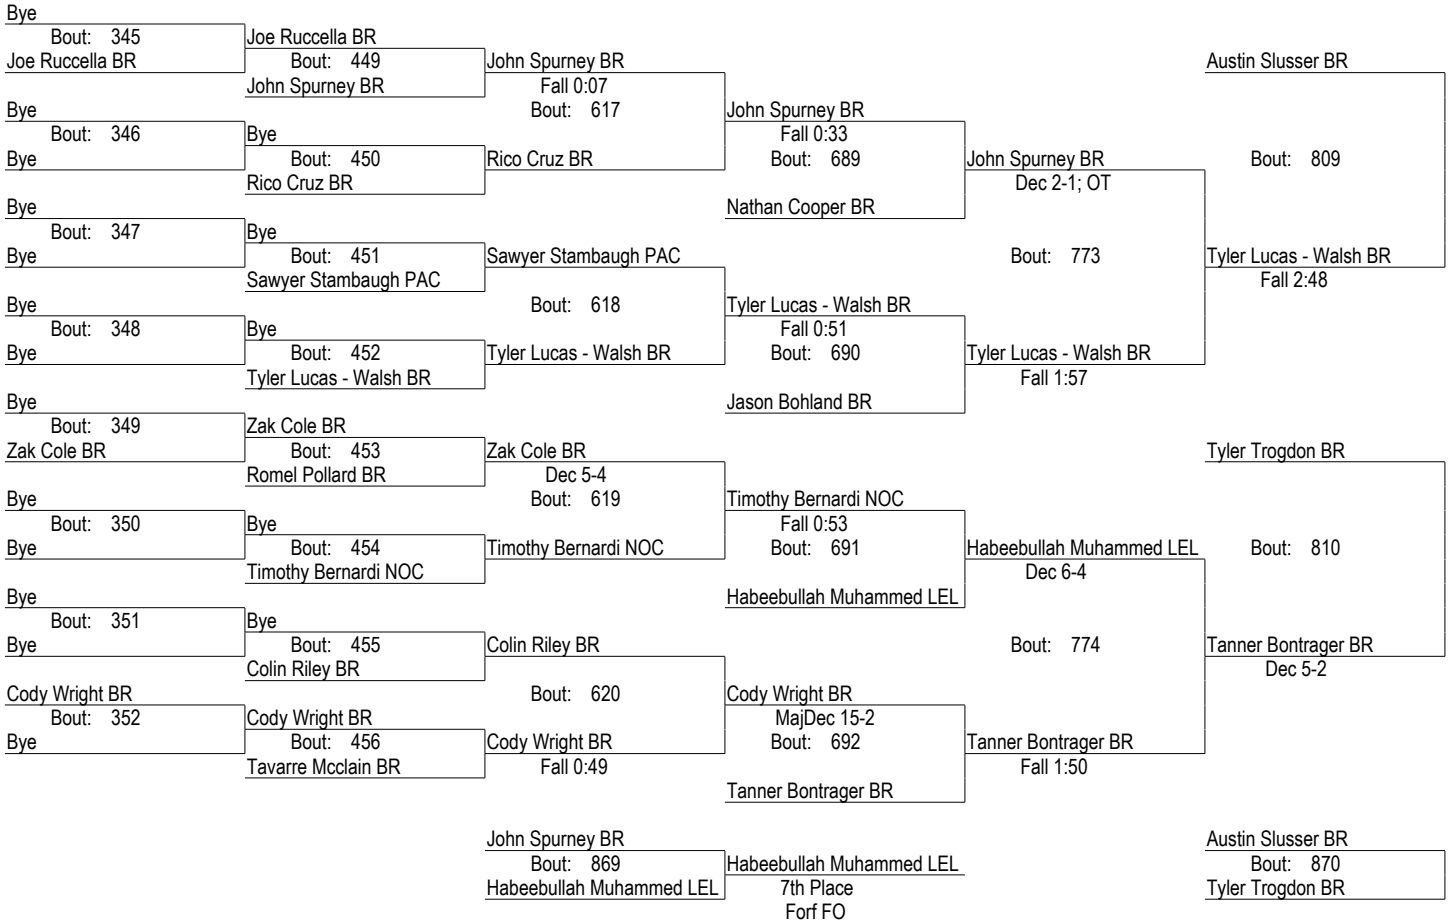 Bye
Bout: 345 Joe Ruccella BR
Joe Ruccella BR Bout: 449 John Spurney BR Austin Slusser BR
John Spurney BR Fall 0:07
Bye Bout: 617 John Spurney BR
Bout: 346 Bye Fall 0:33
Bye Bout: 450 Rico Cruz BR Bout: 689 John Spurney BR Bout: 809
Rico Cruz BR Dec 2-1; OT
Bye Nathan Cooper BR
Bout: 347 Bye
Bye Bout: 451 Sawyer Stambaugh PAC Bout: 773 Tyler Lucas - Walsh BR
Sawyer Stambaugh PAC Fall 2:48
Bye Bout: 618 Tyler Lucas - Walsh BR
Bout: 348 Bye Fall 0:51
Bye Bout: 452 Tyler Lucas - Walsh BR Bout: 690 Tyler Lucas - Walsh BR
Tyler Lucas - Walsh BR Fall 1:57
Bye Jason Bohland BR
Bout: 349 Zak Cole BR
Zak Cole BR Bout: 453 Zak Cole BR Tyler Trogdon BR
Romel Pollard BR Dec 5-4
Bye Bout: 619 Timothy Bernardi NOC
Bout: 350 Bye Fall 0:53
Bye Bout: 454 Timothy Bernardi NOC Bout: 691 Habeebullah Muhammed LEL Bout: 810
Timothy Bernardi NOC Dec 6-4
Bye Habeebullah Muhammed LEL
Bout: 351 Bye
Bye Bout: 455 Colin Riley BR Bout: 774 Tanner Bontrager BR
Colin Riley BR Dec 5-2
Cody Wright BR Bout: 620 Cody Wright BR
Bout: 352 Cody Wright BR MajDec 15-2
Bye Bout: 456 Cody Wright BR Bout: 692 Tanner Bontrager BR
Tavarre Mcclain BR Fall 0:49 Fall 1:50
Tanner Bontrager BR
John Spurney BR Austin Slusser BR
Bout: 869 Habeebullah Muhammed LEL Bout: 870
Habeebullah Muhammed LEL 7th Place Tyler Trogdon BR
Forf FO